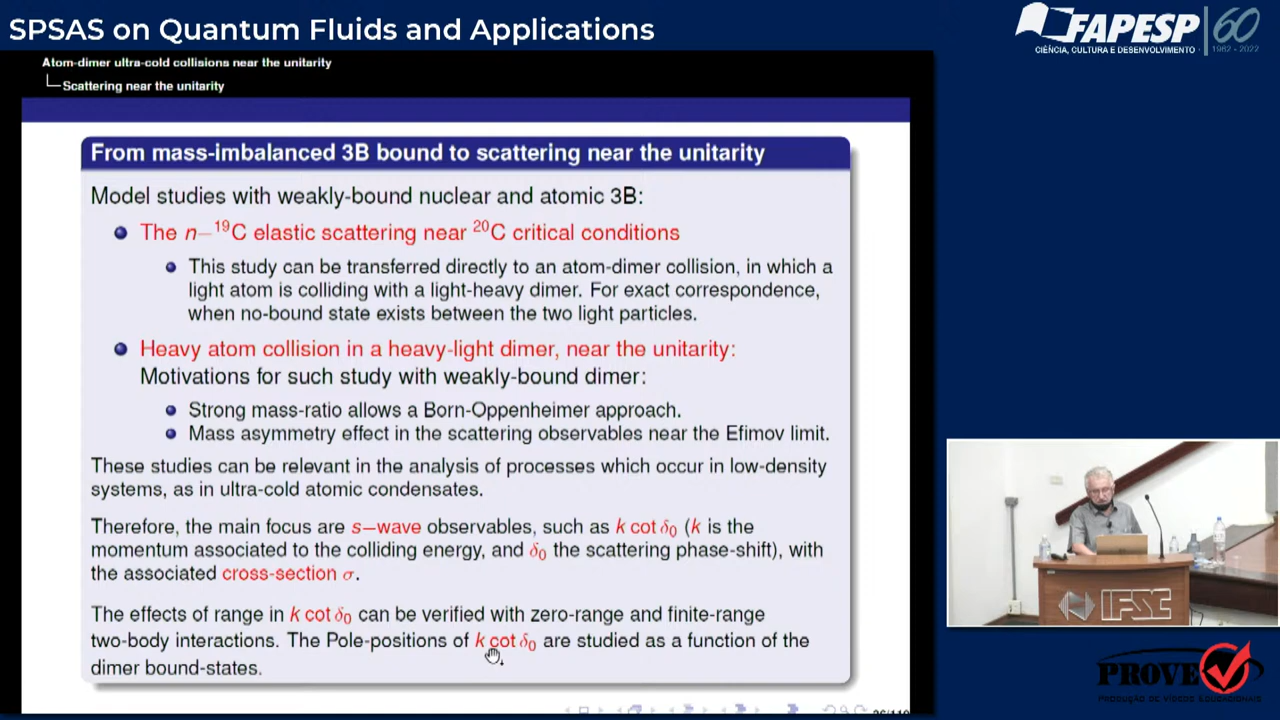 SPSAS on Quantum Fluids and Applications
FAPESP 60
CIÊNCIA, CULTURA E DESENVOLVIMENTO 1962 - 2022
Atom-dimer ultra-cold collisions near the unitarity
Scattering near the unitarity
From mass-imbalanced 3B bound to scattering near the unitarity
Model studies with weakly-bound nuclear and atomic 3B:
The n−¹⁹C elastic scattering near ²⁰C critical conditions
This study can be transferred directly to an atom-dimer collision, in which a
light atom is colliding with a light-heavy dimer. For exact correspondence,
when no-bound state exists between the two light particles.
Heavy atom collision in a heavy-light dimer, near the unitarity:
Motivations for such study with weakly-bound dimer:
Strong mass-ratio allows a Born-Oppenheimer approach.
Mass asymmetry effect in the scattering observables near the Efimov limit.
These studies can be relevant in the analysis of processes which occur in low-density
systems, as in ultra-cold atomic condensates.
Therefore, the main focus are s−wave observables, such as k cot δ₀ (k is the
momentum associated to the colliding energy, and δ₀ the scattering phase-shift), with
the associated cross-section σ.
The effects of range in k cot δ₀ can be verified with zero-range and finite-range
two-body interactions. The Pole-positions of k cot δ₀ are studied as a function of the
dimer bound-states.
IFSC
PROVE
PRODUÇÃO DE VÍDEOS EDUCACIONAIS